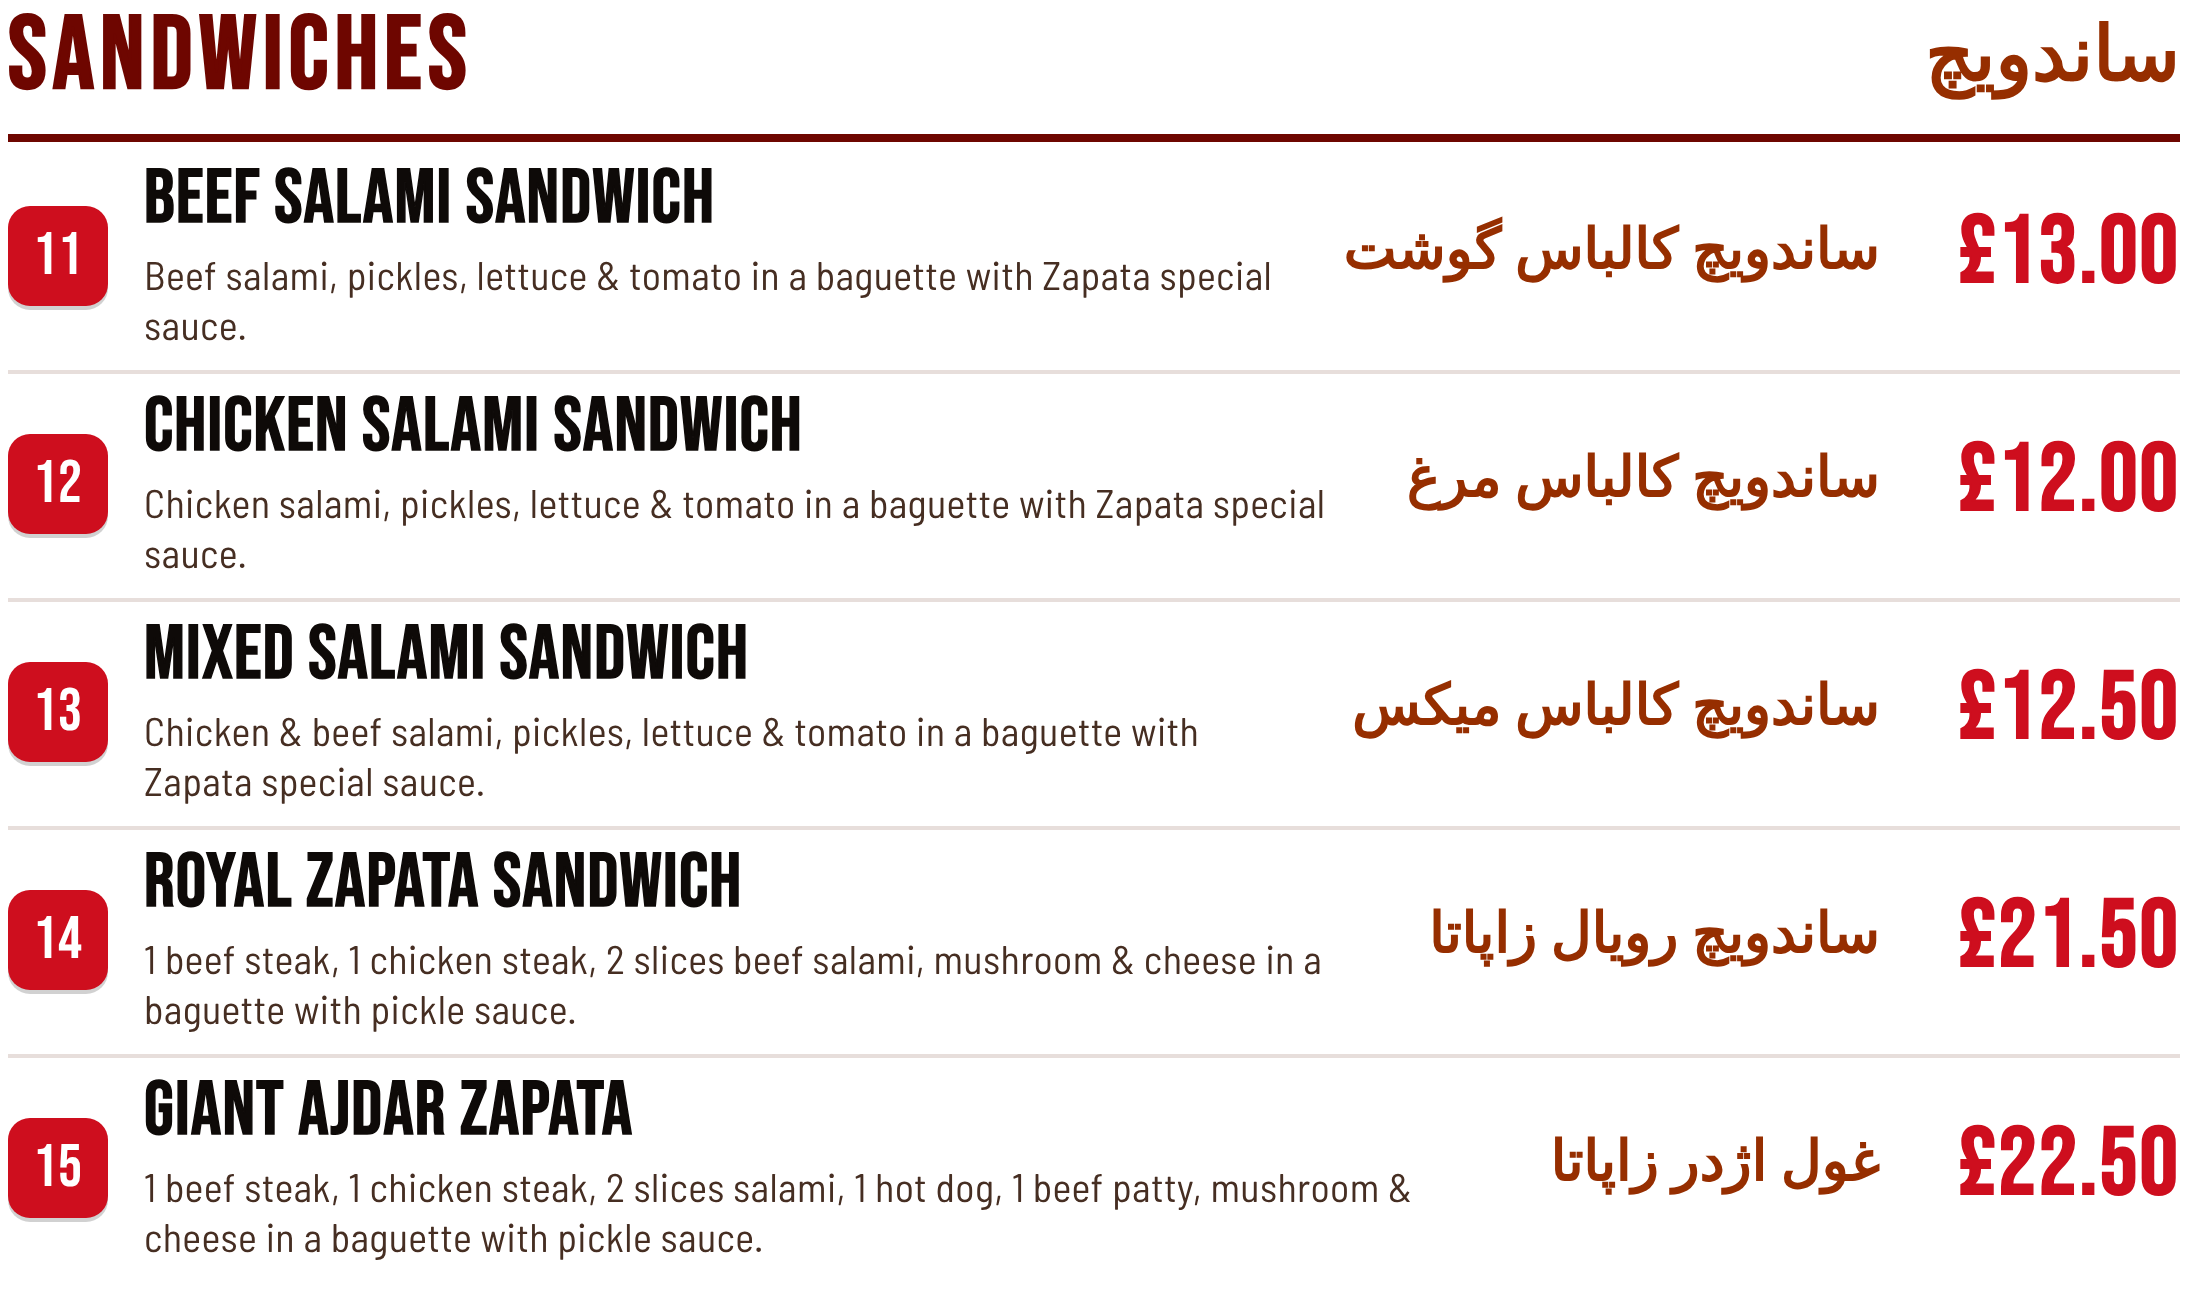 SANDWICHES
ساندویچ
11
BEEF SALAMI SANDWICH
Beef salami, pickles, lettuce & tomato in a baguette with Zapata special
sauce.
ساندویچ کالباس گوشت
£13.00
12
CHICKEN SALAMI SANDWICH
Chicken salami, pickles, lettuce & tomato in a baguette with Zapata special
sauce.
ساندویچ کالباس مرغ
£12.00
13
MIXED SALAMI SANDWICH
Chicken & beef salami, pickles, lettuce & tomato in a baguette with
Zapata special sauce.
ساندویچ کالباس میکس
£12.50
14
ROYAL ZAPATA SANDWICH
1 beef steak, 1 chicken steak, 2 slices beef salami, mushroom & cheese in a
baguette with pickle sauce.
ساندویچ رویال زاپاتا
£21.50
15
GIANT AJDAR ZAPATA
1 beef steak, 1 chicken steak, 2 slices salami, 1 hot dog, 1 beef patty, mushroom &
cheese in a baguette with pickle sauce.
غول اژدر زاپاتا
£22.50